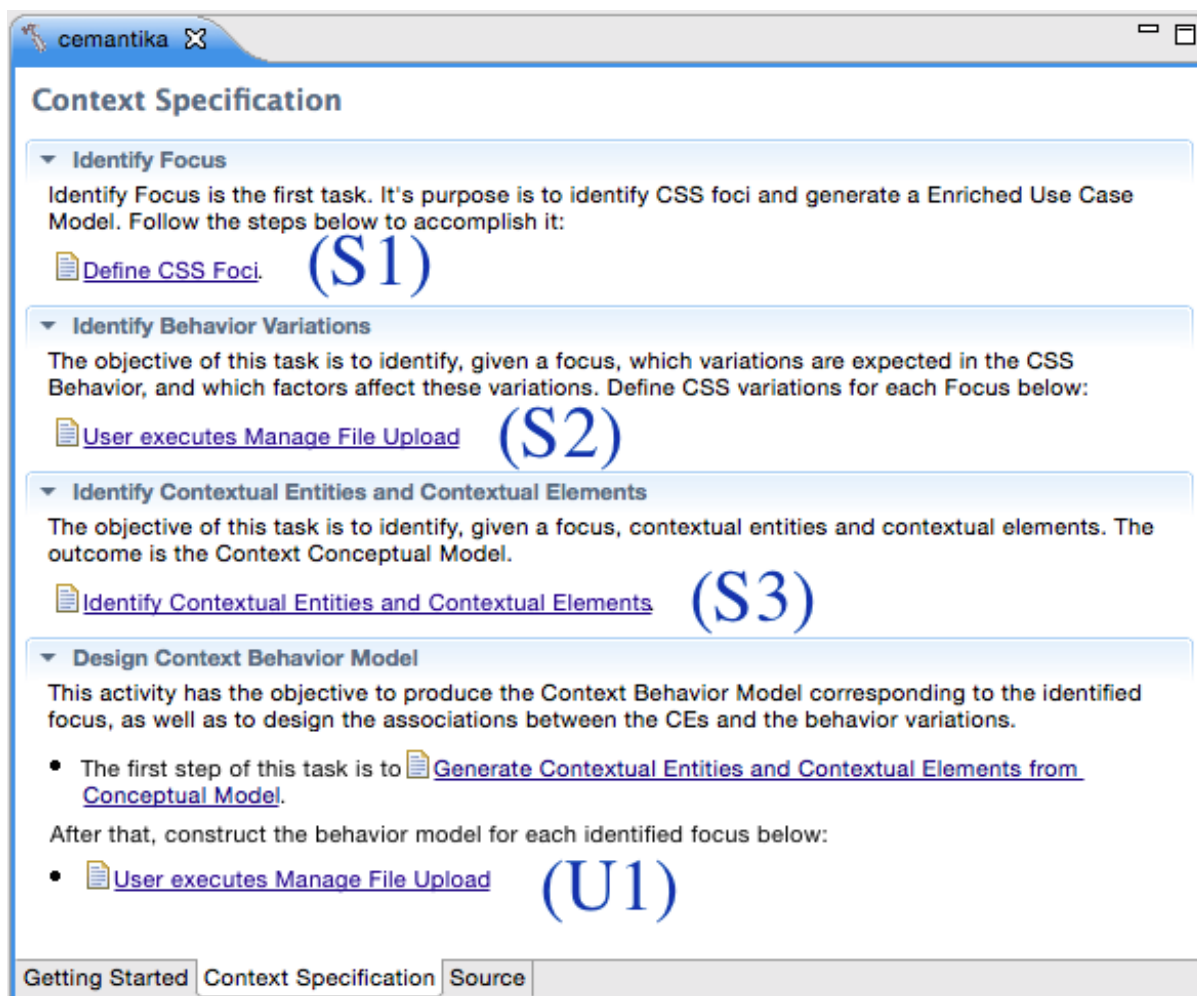 cemantika
Context Specification
Identify Focus
Identify Focus is the first task. It's purpose is to identify CSS foci and generate a Enriched Use Case
Model. Follow the steps below to accomplish it:
Define CSS Foci.
(S1)
Identify Behavior Variations
The objective of this task is to identify, given a focus, which variations are expected in the CSS
Behavior, and which factors affect these variations. Define CSS variations for each Focus below:
User executes Manage File Upload
(S2)
Identify Contextual Entities and Contextual Elements
The objective of this task is to identify, given a focus, contextual entities and contextual elements. The
outcome is the Context Conceptual Model.
Identify Contextual Entities and Contextual Elements.
(S3)
Design Context Behavior Model
This activity has the objective to produce the Context Behavior Model corresponding to the identified
focus, as well as to design the associations between the CEs and the behavior variations.
• The first step of this task is to Generate Contextual Entities and Contextual Elements from
Conceptual Model.
After that, construct the behavior model for each identified focus below:
• User executes Manage File Upload
(U1)
Getting Started Context Specification Source